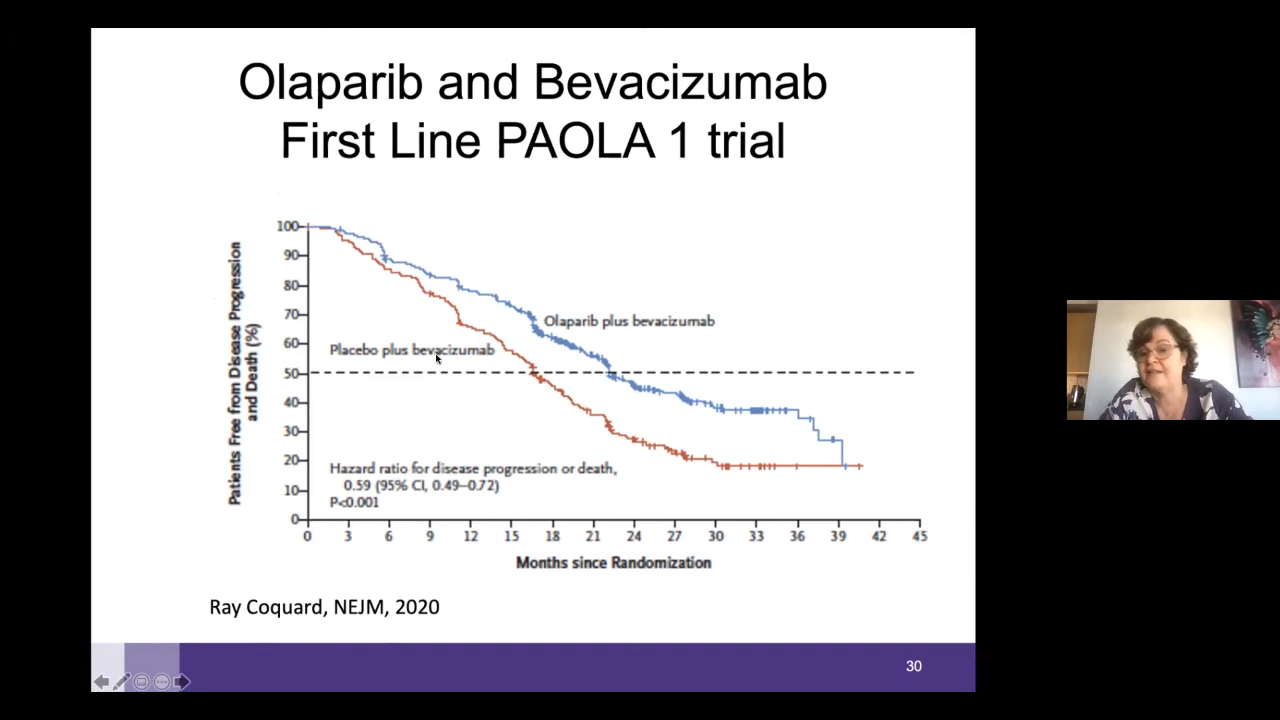 Olaparib and Bevacizumab
First Line PAOLA 1 trial
Patients Free from Disease Progression
and Death (%)
100
90
80
70
60
50
40
30
20
10
0
Olaparib plus bevacizumab
Placebo plus bevacizumab
Hazard ratio for disease progression or death,
0.59 (95% CI, 0.49–0.72)
P<0.001
0 3 6 9 12 15 18 21 24 27 30 33 36 39 42 45
Months since Randomization
Ray Coquard, NEJM, 2020
30